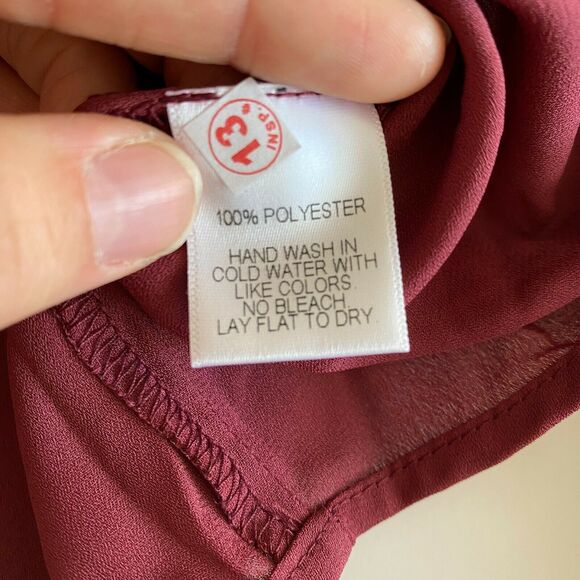 INSP. #
13
100% POLYESTER
HAND WASH IN
COLD WATER WITH
LIKE COLORS.
NO BLEACH.
LAY FLAT TO DRY.